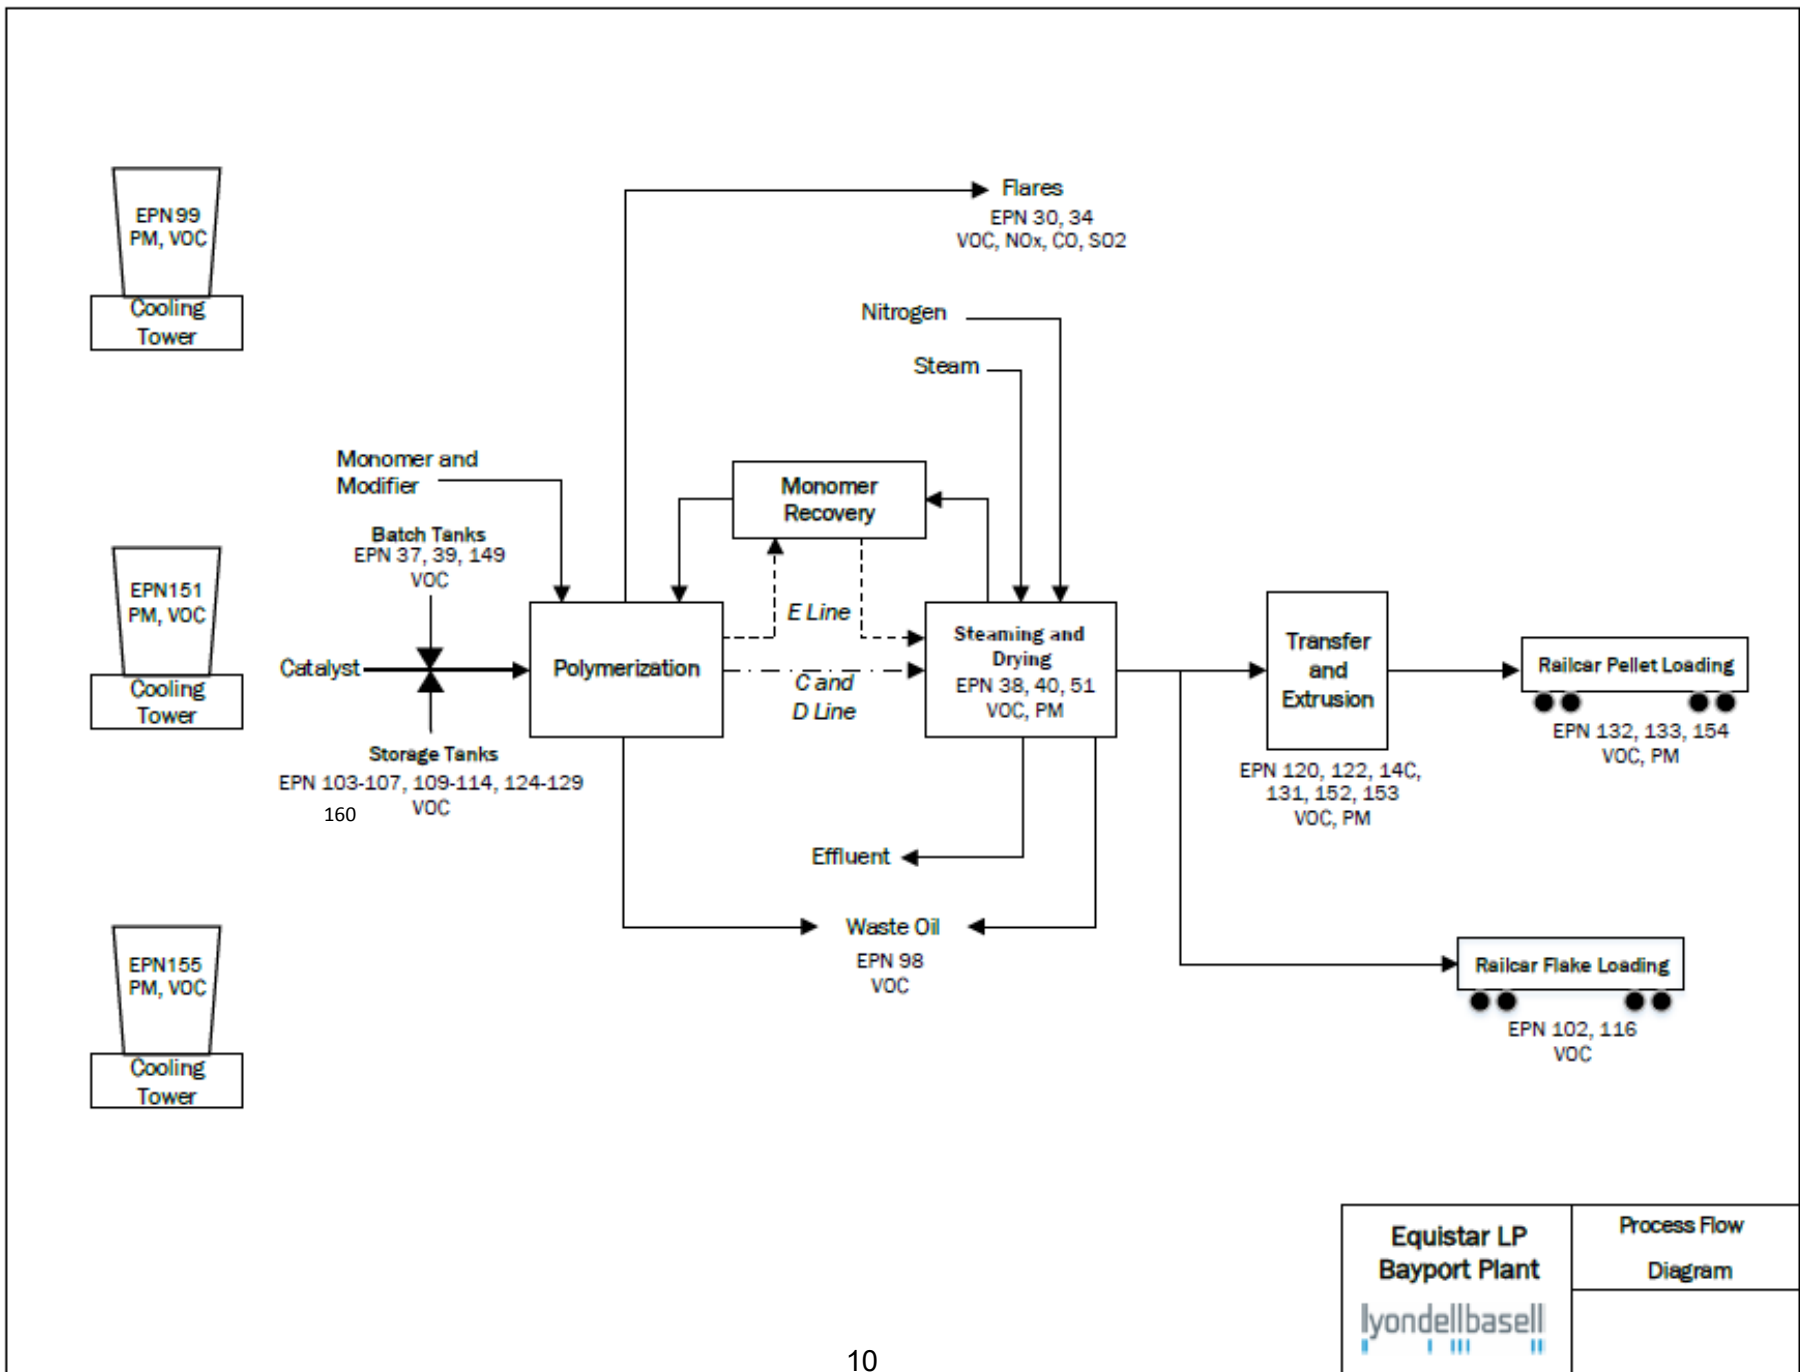 EPN 99
PM, VOC
Cooling
Tower
Flares
EPN 30, 34
VOC, NOx, CO, SO2
Nitrogen
Steam
Monomer and
Modifier
Monomer
Recovery
Batch Tanks
EPN 37, 39, 149
VOC
EPN151
PM, VOC
Cooling
Tower
Catalyst
Polymerization
E Line
C and
D Line
Steaming and
Drying
EPN 38, 40, 51
VOC, PM
Transfer
and
Extrusion
EPN 120, 122, 14C,
131, 152, 153
VOC, PM
Railcar Pellet Loading
EPN 132, 133, 154
VOC, PM
Storage Tanks
EPN 103-107, 109-114, 124-129
VOC
160
Effluent
Waste Oil
EPN 98
VOC
EPN155
PM, VOC
Cooling
Tower
Railcar Flake Loading
EPN 102, 116
VOC
Equistar LP
Bayport Plant
lyondellbasell
Process Flow
Diagram
10